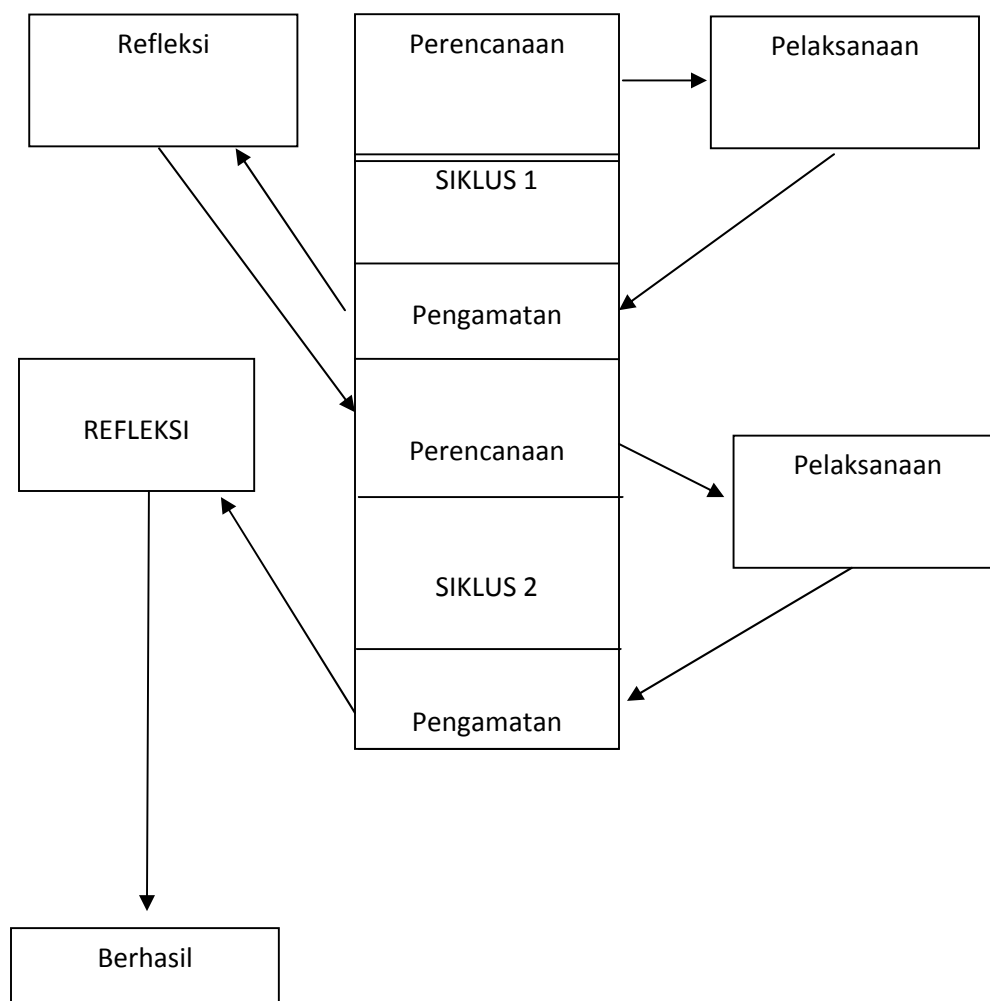 Refleksi
Perencanaan
Pelaksanaan
SIKLUS 1
Pengamatan
REFLEKSI
Perencanaan
Pelaksanaan
SIKLUS 2
Pengamatan
Berhasil